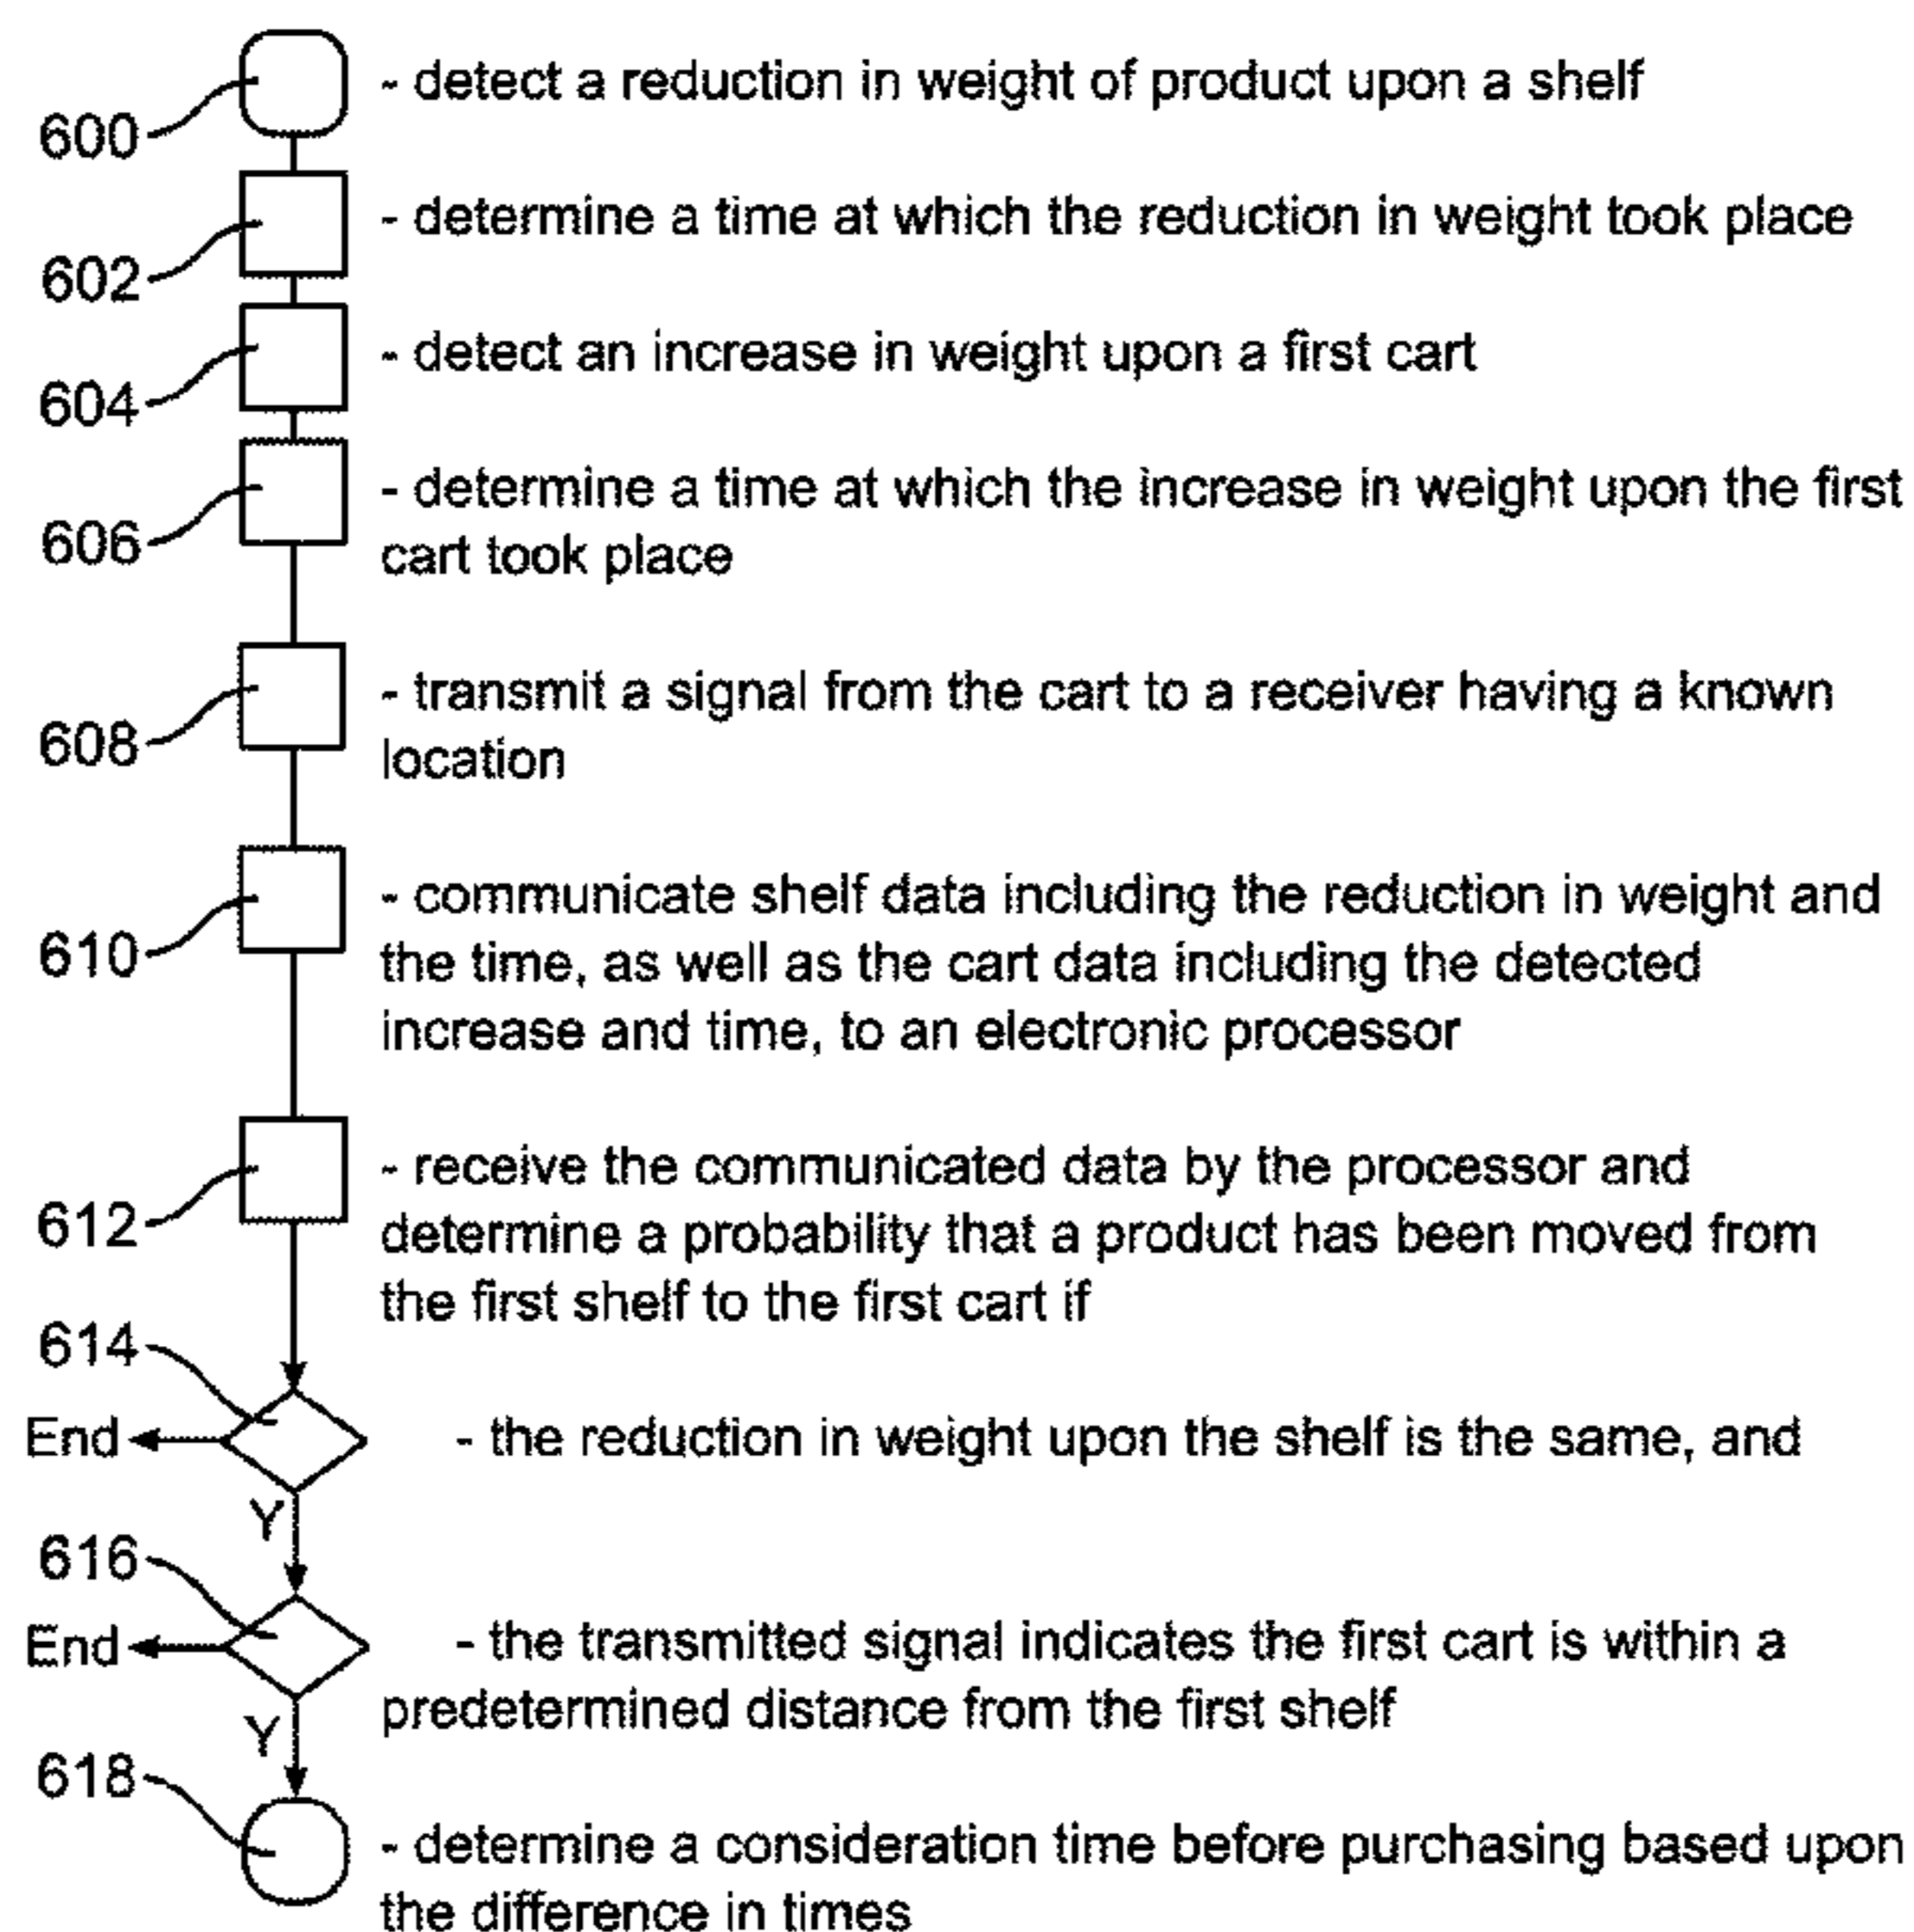 600
- detect a reduction in weight of product upon a shelf
602
- determine a time at which the reduction in weight took place
604
- detect an increase in weight upon a first cart
606
- determine a time at which the increase in weight upon the first
cart took place
608
- transmit a signal from the cart to a receiver having a known
location
610
- communicate shelf data including the reduction in weight and
the time, as well as the cart data including the detected
increase and time, to an electronic processor
612
- receive the communicated data by the processor and
determine a probability that a product has been moved from
the first shelf to the first cart if
614
End
- the reduction in weight upon the shelf is the same, and
Y
616
End
- the transmitted signal indicates the first cart is within a
predetermined distance from the first shelf
Y
618
- determine a consideration time before purchasing based upon
the difference in times